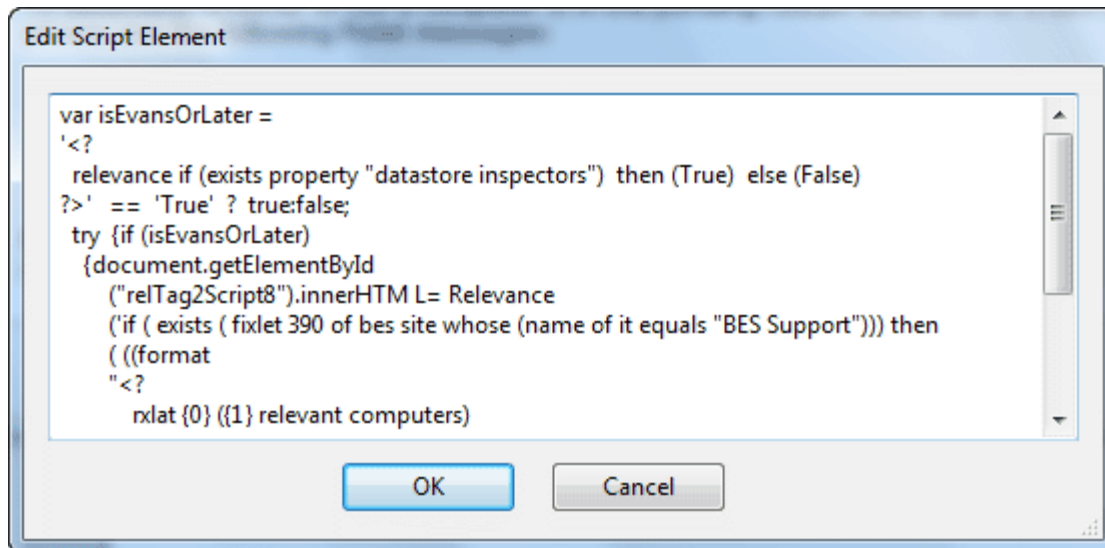 Edit Script Element
var isEvansOrLater =
'<?
relevance if (exists property "datastore inspectors")  then (True)  else (False)
?>'  ==  'True'  ?  true:false;
try  {if (isEvansOrLater)
{document.getElementById
("relTag2Script8").innerHTM L= Relevance
('if ( exists ( fixlet 390 of bes site whose (name of it equals "BES Support"))) then
( ((format
"<?
rxlat {0} ({1} relevant computers)
OK
Cancel